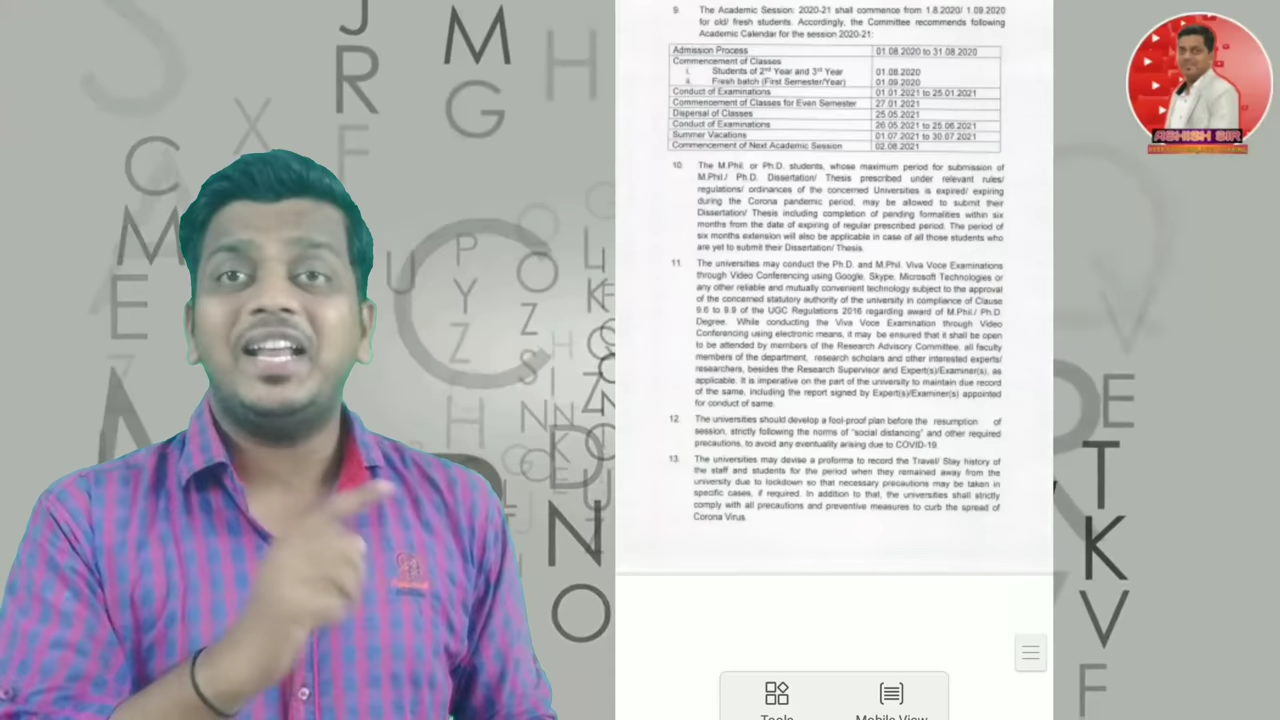 9. The Academic Session: 2020-21 shall commence from 1.8.2020/ 1.09.2020
for old/ fresh students. Accordingly, the Committee recommends following
Academic Calendar for the session 2020-21:
Admission Process 01.08.2020 to 31.08.2020
Commencement of Classes
i. Students of 2nd Year and 3rd Year 01.08.2020
ii. Fresh batch (First Semester/Year) 01.09.2020
Conduct of Examinations 01.01.2021 to 25.01.2021
Commencement of Classes for Even Semester 27.01.2021
Dispersal of Classes 25.05.2021
Conduct of Examinations 26.05.2021 to 25.06.2021
Summer Vacations 01.07.2021 to 30.07.2021
Commencement of Next Academic Session 02.08.2021
10. The M.Phil. or Ph.D. students, whose maximum period for submission of
M.Phil./ Ph.D. Dissertation/ Thesis prescribed under relevant rules/
regulations/ ordinances of the concerned Universities is expired/ expiring
during the Corona pandemic period, may be allowed to submit their
Dissertation/ Thesis including completion of pending formalities within six
months from the date of expiring of regular prescribed period. The period of
six months extension will also be applicable in case of all those students who
are yet to submit their Dissertation/ Thesis.
11. The universities may conduct the Ph.D. and M.Phil. Viva Voce Examinations
through Video Conferencing using Google, Skype, Microsoft Technologies or
any other reliable and mutually convenient technology subject to the approval
of the concerned statutory authority of the university in compliance of Clause
9.6 to 9.9 of the UGC Regulations 2016 regarding award of M.Phil./ Ph.D.
Degree. While conducting the Viva Voce Examination through Video
Conferencing using electronic means, it may be ensured that it shall be open
to be attended by members of the Research Advisory Committee, all faculty
members of the department, research scholars and other interested experts/
researchers, besides the Research Supervisor and Expert(s)/Examiner(s), as
applicable. It is imperative on the part of the university to maintain due record
of the same, including the report signed by Expert(s)/Examiner(s) appointed
for conduct of same.
12. The universities should develop a fool-proof plan before the resumption of
session, strictly following the norms of “social distancing” and other required
precautions, to avoid any eventuality arising due to COVID-19.
13. The universities may devise a proforma to record the Travel/ Stay history of
the staff and students for the period when they remained away from the
university due to lockdown so that necessary precautions may be taken in
specific cases, if required. In addition to that, the universities shall strictly
comply with all precautions and preventive measures to curb the spread of
Corona Virus.
Tools Mobile View
ASHISH SIR